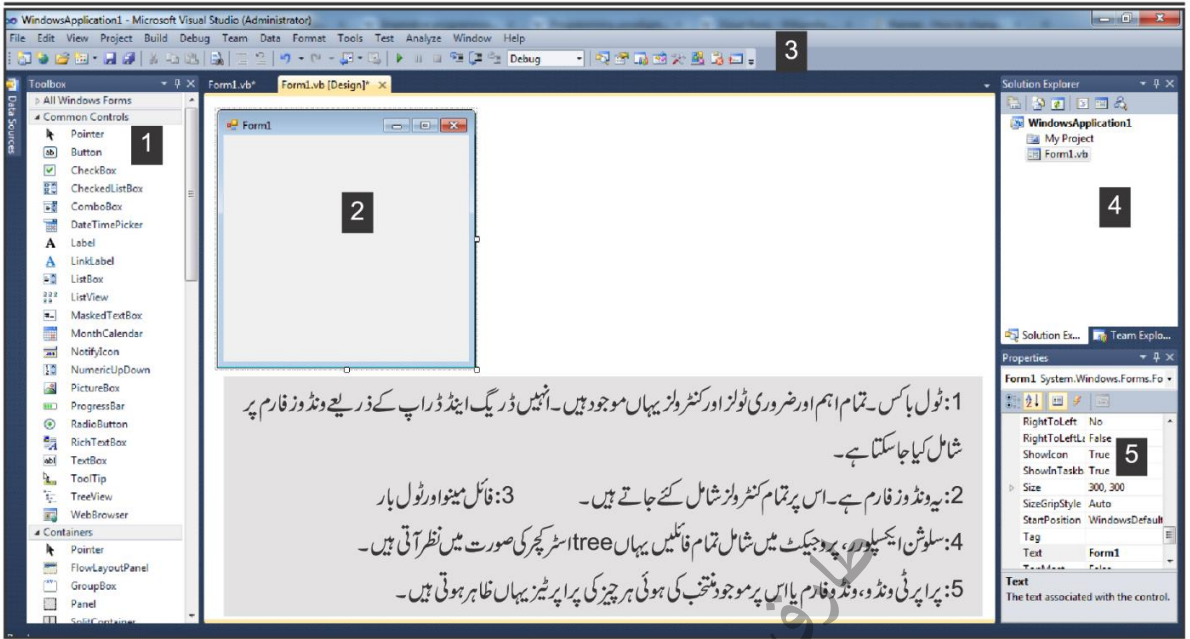 WindowsApplication1 - Microsoft Visual Studio (Administrator)
File Edit View Project Build Debug Team Data Format Tools Test Analyze Window Help
Debug
3
Data Sources
Toolbox
All Windows Forms
Common Controls
Pointer
1
Button
CheckBox
CheckedListBox
ComboBox
DateTimePicker
Label
LinkLabel
ListBox
ListView
MaskedTextBox
MonthCalendar
NotifyIcon
NumericUpDown
PictureBox
ProgressBar
RadioButton
RichTextBox
TextBox
ToolTip
TreeView
WebBrowser
Containers
Pointer
FlowLayoutPanel
GroupBox
Panel
SplitContainer
Form1.vb* Form1.vb [Design]*
Form1
2
1: ٹول باکس۔ تمام اہم اور ضروری ٹولز اور کنٹرولز یہاں موجود ہیں۔ انہیں ڈریگ اینڈ ڈراپ کے ذریعے ونڈوز فارم پر
شامل کیا جاسکتا ہے۔
2: یہ ونڈوز فارم ہے۔ اس پر تمام کنٹرولز شامل کئے جاتے ہیں۔ 3: فائل مینو اور ٹول بار
4: سلوشن ایکسپلورر، پروجیکٹ میں شامل تمام فائلیں یہاں tree اسٹرکچر کی صورت میں نظر آتی ہیں۔
5: پراپرٹی ونڈو، ونڈو فارم یا اس پر موجود منتخب کی ہوئی ہر چیز کی پراپرٹیز یہاں ظاہر ہوتی ہیں۔
Solution Explorer
WindowsApplication1
My Project
Form1.vb
4
Solution Ex... Team Explo...
Properties
Form1 System.Windows.Forms.Fo
RightToLeft No
RightToLeftLa False
ShowIcon True
5
ShowInTaskb True
Size 300, 300
SizeGripStyle Auto
StartPosition WindowsDefault
Tag
Text Form1
Text
The text associated with the control.